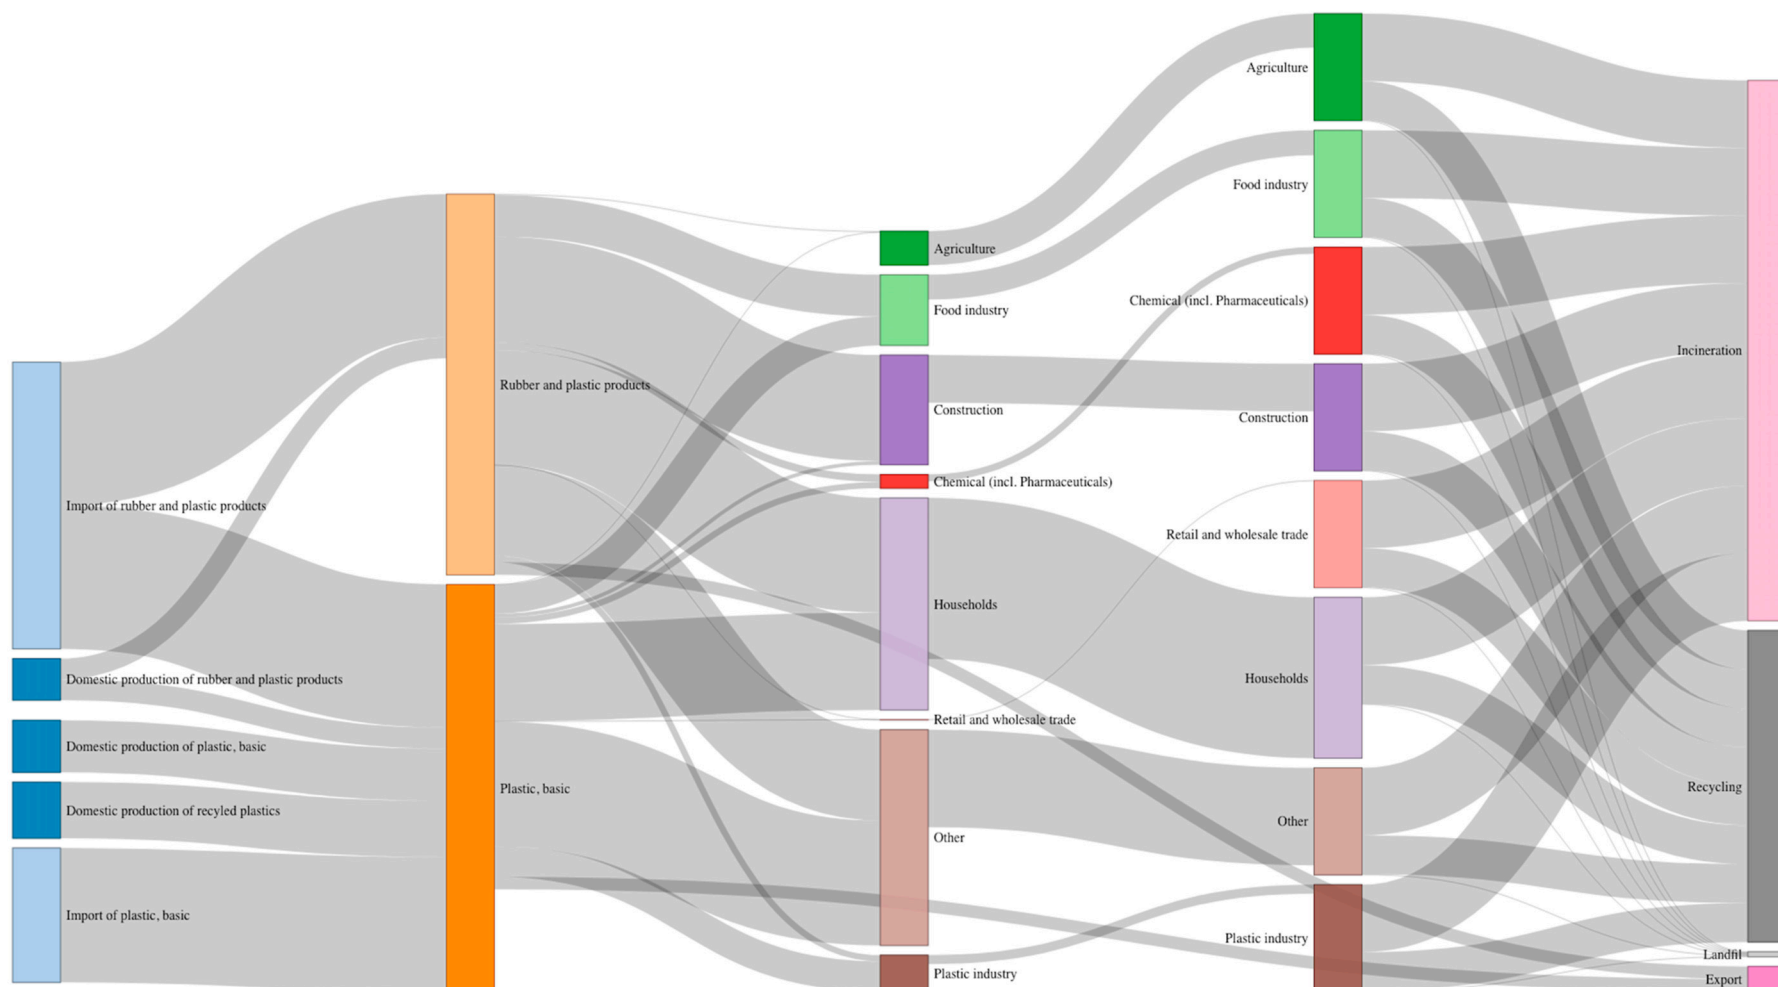 Import of rubber and plastic products
Domestic production of rubber and plastic products
Domestic production of plastic, basic
Domestic production of recyled plastics
Import of plastic, basic
Rubber and plastic products
Plastic, basic
Agriculture
Food industry
Construction
Chemical (incl. Pharmaceuticals)
Households
Retail and wholesale trade
Other
Plastic industry
Agriculture
Food industry
Chemical (incl. Pharmaceuticals)
Construction
Retail and wholesale trade
Households
Other
Plastic industry
Incineration
Recycling
Landfil
Export